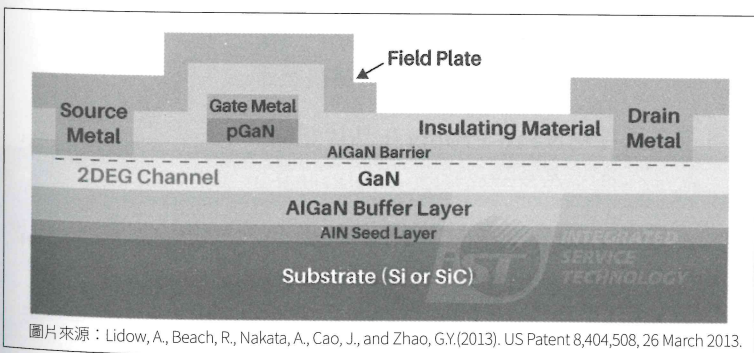 Field Plate
Source
Metal
Gate Metal
pGaN
Insulating Material
Drain
Metal
AlGaN Barrier
2DEG Channel
GaN
AlGaN Buffer Layer
AlN Seed Layer
Substrate (Si or SiC)
iST
INTEGRATED
SERVICE
TECHNOLOGY
圖片來源：Lidow, A., Beach, R., Nakata, A., Cao, J., and Zhao, G.Y.(2013). US Patent 8,404,508, 26 March 2013.